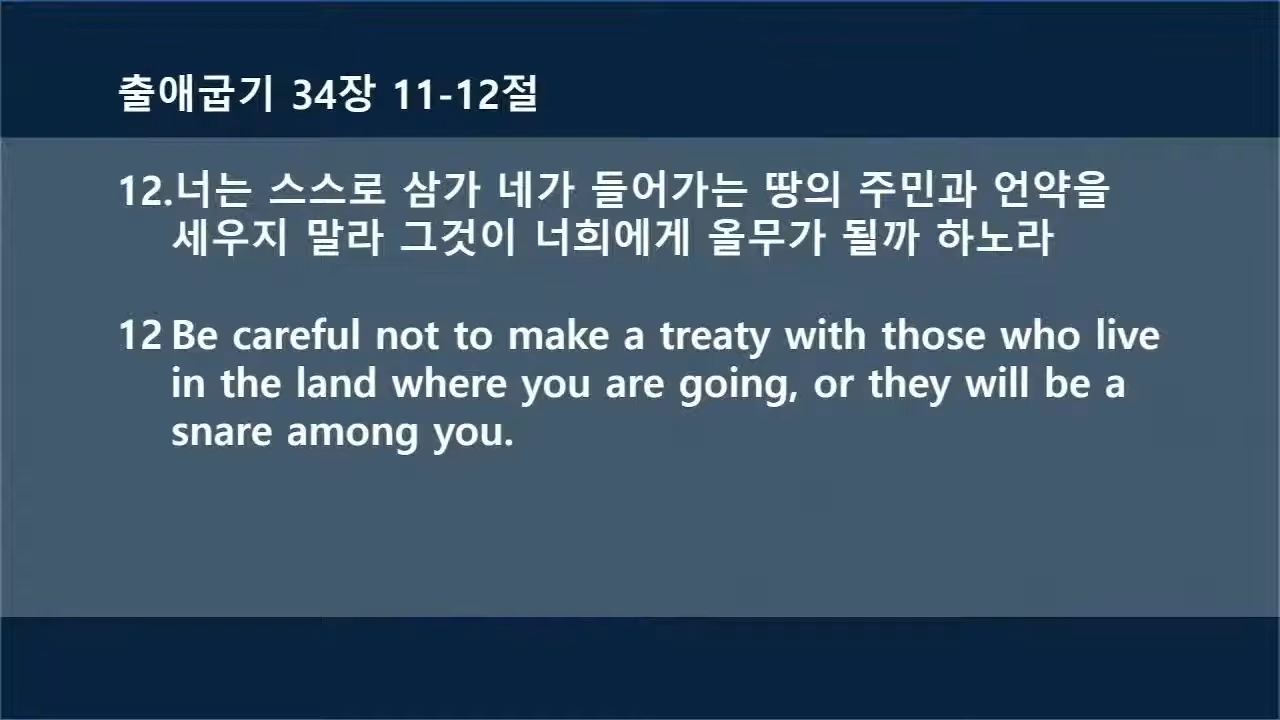 출애굽기 34장 11-12절
12.너는 스스로 삼가 네가 들어가는 땅의 주민과 언약을
세우지 말라 그것이 너희에게 올무가 될까 하노라
12 Be careful not to make a treaty with those who live
in the land where you are going, or they will be a
snare among you.